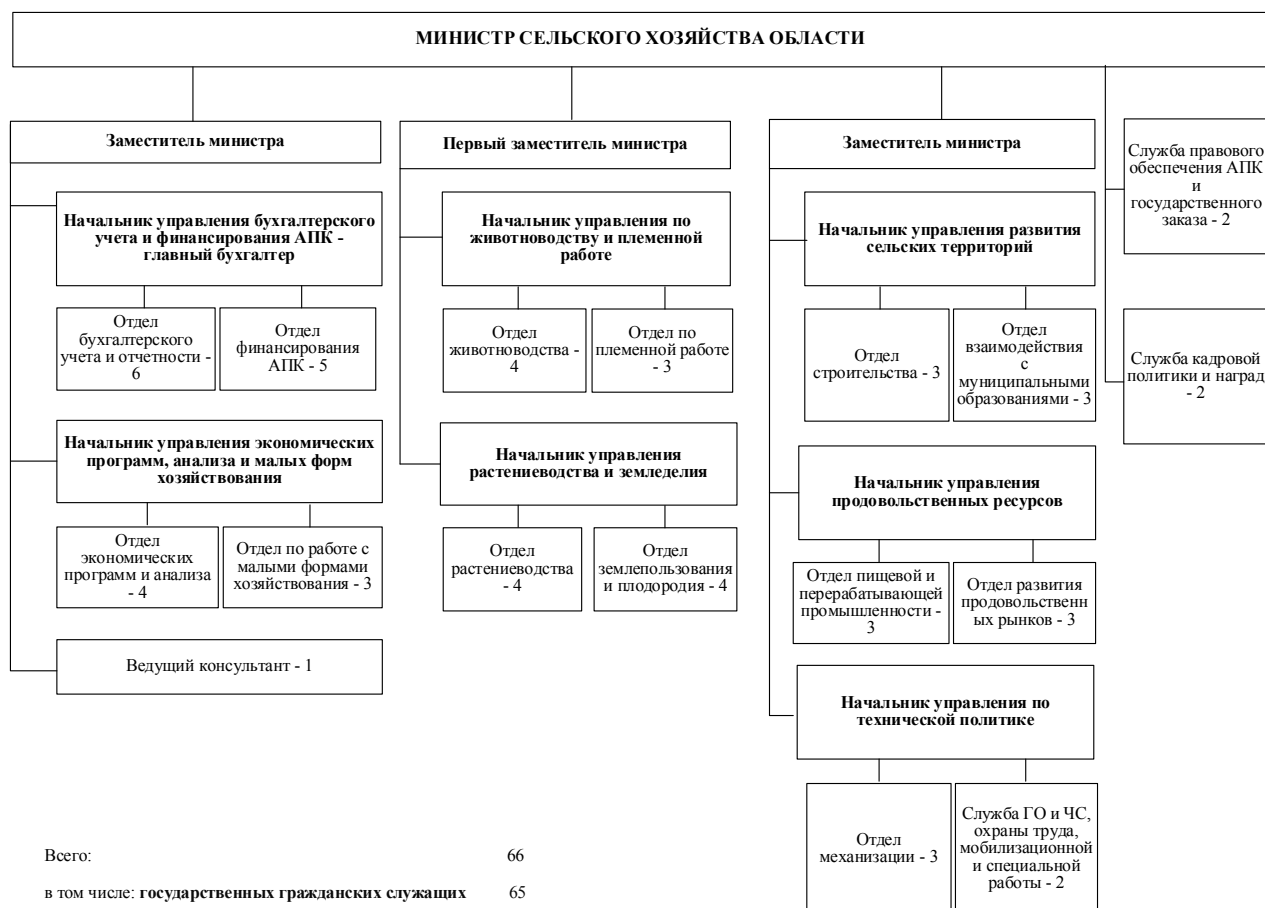 МИНИСТР СЕЛЬСКОГО ХОЗЯЙСТВА ОБЛАСТИ
Заместитель министра
Начальник управления бухгалтерского
учета и финансирования АПК -
главный бухгалтер
Отдел
бухгалтерского
учета и отчетности -
6
Отдел
финансирования
АПК - 5
Начальник управления экономических
программ, анализа и малых форм
хозяйствования
Отдел
экономических
программ и анализа -
4
Отдел по работе с
малыми формами
хозяйствования - 3
Ведущий консультант - 1
Первый заместитель министра
Начальник управления по
животноводству и племенной
работе
Отдел
животноводства -
4
Отдел по
племенной работе
- 3
Начальник управления
растениеводства и земледелия
Отдел
растениеводства
- 4
Отдел
землепользования
и плодородия - 4
Заместитель министра
Начальник управления развития
сельских территорий
Отдел
строительства - 3
Отдел
взаимодействия
с
муниципальными
образованиями - 3
Начальник управления
продовольственных ресурсов
Отдел пищевой и
перерабатывающей
промышленности -
3
Отдел развития
продовольственн
ых рынков - 3
Начальник управления по
технической политике
Отдел
механизации - 3
Служба ГО и ЧС,
охраны труда,
мобилизационной
и специальной
работы - 2
Служба правового
обеспечения АПК
и
государственного
заказа - 2
Служба кадровой
политики и наград
- 2
Всего: 66
в том числе: государственных гражданских служащих 65